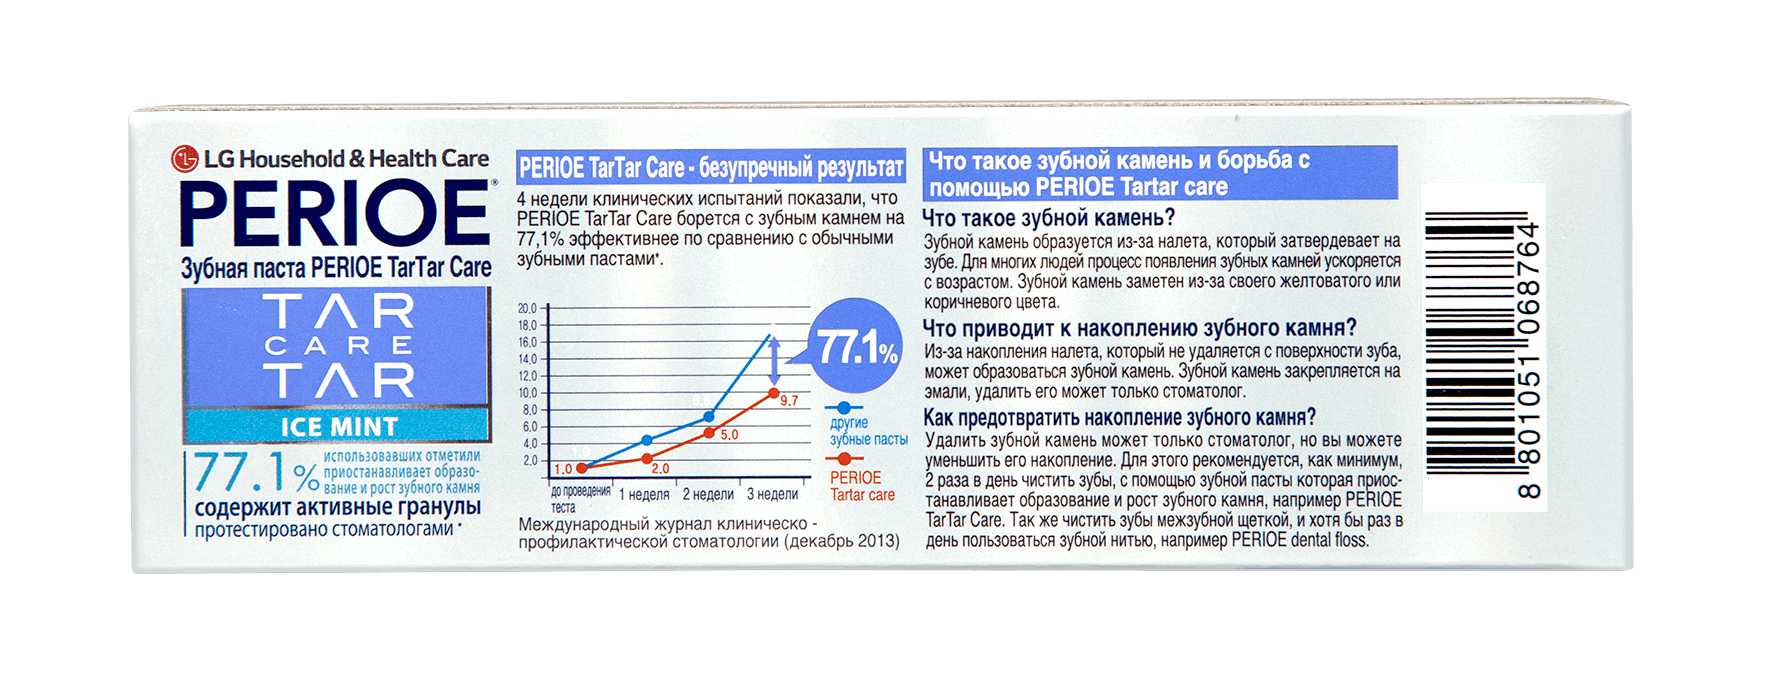 LG Household & Health Care
PERIOE®
Зубная паста PERIOE TarTar Care
TAR
CARE
TAR
ICE MINT
77.1%
использовавших отметили
приостанавливает образо-
вание и рост зубного камня
содержит активные гранулы
протестировано стоматологами *
PERIOE TarTar Care - безупречный результат
4 недели клинических испытаний показали, что
PERIOE TarTar Care борется с зубным камнем на
77,1% эффективнее по сравнению с обычными
зубными пастами*.
20,0
18,0
16,0
14,0
12,0
10,0
8,0
6,0
4,0
2,0
1.0
2.0
5.0
9.7
77.1%
другие
зубные пасты
PERIOE
Tartar care
до проведения
теста
1 неделя
2 недели
3 недели
Международный журнал клиническо -
профилактической стоматологии (декабрь 2013)
Что такое зубной камень и борьба с
помощью PERIOE Tartar care
Что такое зубной камень?
Зубной камень образуется из-за налета, который затвердевает на
зубе. Для многих людей процесс появления зубных камней ускоряется
с возрастом. Зубной камень заметен из-за своего желтоватого или
коричневого цвета.
Что приводит к накоплению зубного камня?
Из-за накопления налета, который не удаляется с поверхности зуба,
может образоваться зубной камень. Зубной камень закрепляется на
эмали, удалить его может только стоматолог.
Как предотвратить накопление зубного камня?
Удалить зубной камень может только стоматолог, но вы можете
уменьшить его накопление. Для этого рекомендуется, как минимум,
2 раза в день чистить зубы, с помощью зубной пасты которая приос-
танавливает образование и рост зубного камня, например PERIOE
TarTar Care. Так же чистить зубы межзубной щеткой, и хотя бы раз в
день пользоваться зубной нитью, например PERIOE dental floss.
8 801051 068764